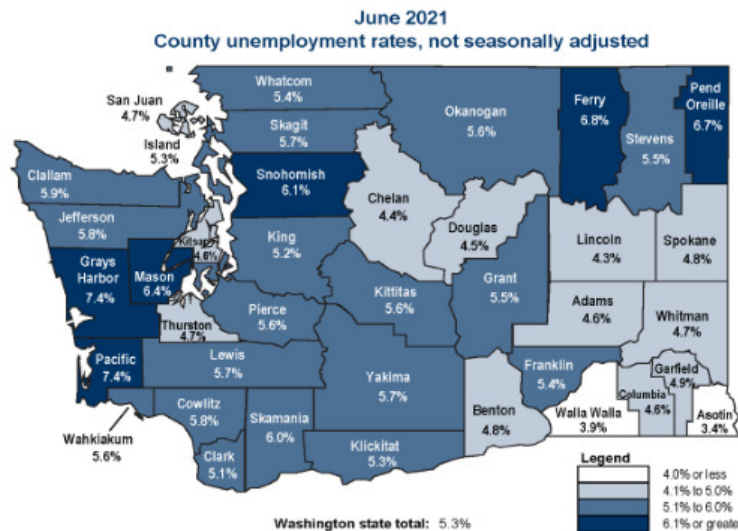 June 2021
County unemployment rates, not seasonally adjusted
San Juan
4.7%
Island
5.3%
Whatcom
5.4%
Skagit
5.7%
Snohomish
6.1%
Okanogan
5.6%
Ferry
6.8%
Stevens
5.5%
Pend
Oreille
6.7%
Clallam
5.9%
Jefferson
5.8%
Grays
Harbor
7.4%
Mason
6.4%
Kitsap
4.8%
King
5.2%
Chelan
4.4%
Douglas
4.5%
Lincoln
4.3%
Spokane
4.8%
Grant
5.5%
Kittitas
5.6%
Pierce
5.6%
Thurston
4.7%
Adams
4.6%
Whitman
4.7%
Pacific
7.4%
Lewis
5.7%
Yakima
5.7%
Franklin
5.4%
Benton
4.8%
Walla Walla
3.9%
Columbia
4.6%
Garfield
4.9%
Asotin
3.4%
Wahkiakum
5.6%
Cowlitz
5.8%
Skamania
6.0%
Clark
5.1%
Klickitat
5.3%
Legend
4.0% or less
4.1% to 5.0%
5.1% to 6.0%
6.1% or greate
Washington state total: 5.3%